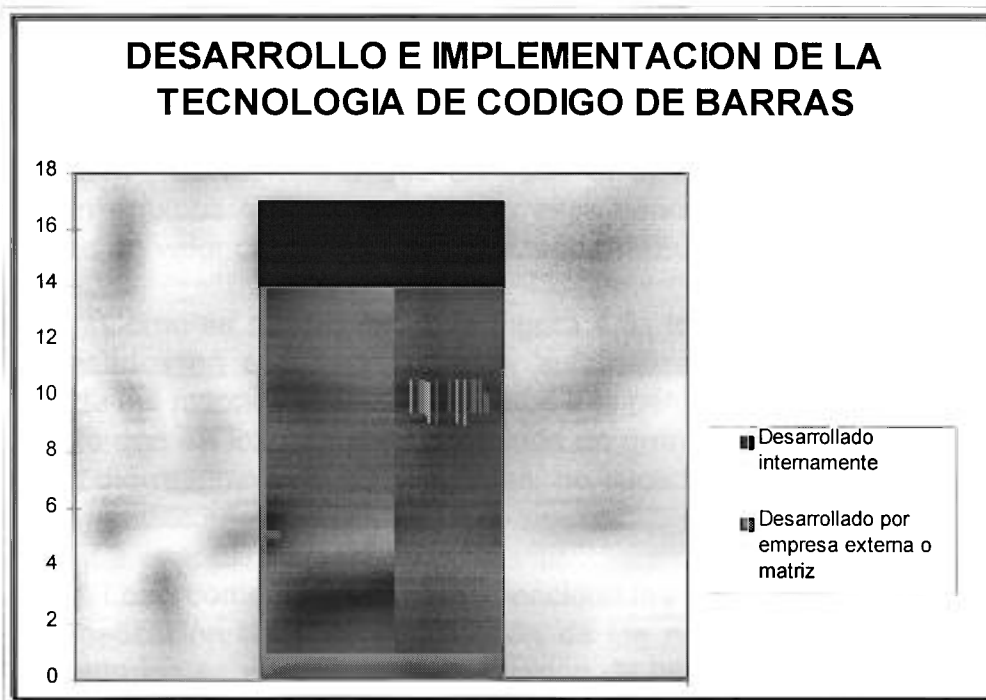 DESARROLLO E IMPLEMENTACION DE LA
TECNOLOGIA DE CODIGO DE BARRAS
18
16
14
12
10
8
6
4
2
0
Desarrollado
internamente
Desarrollado por
empresa externa o
matriz